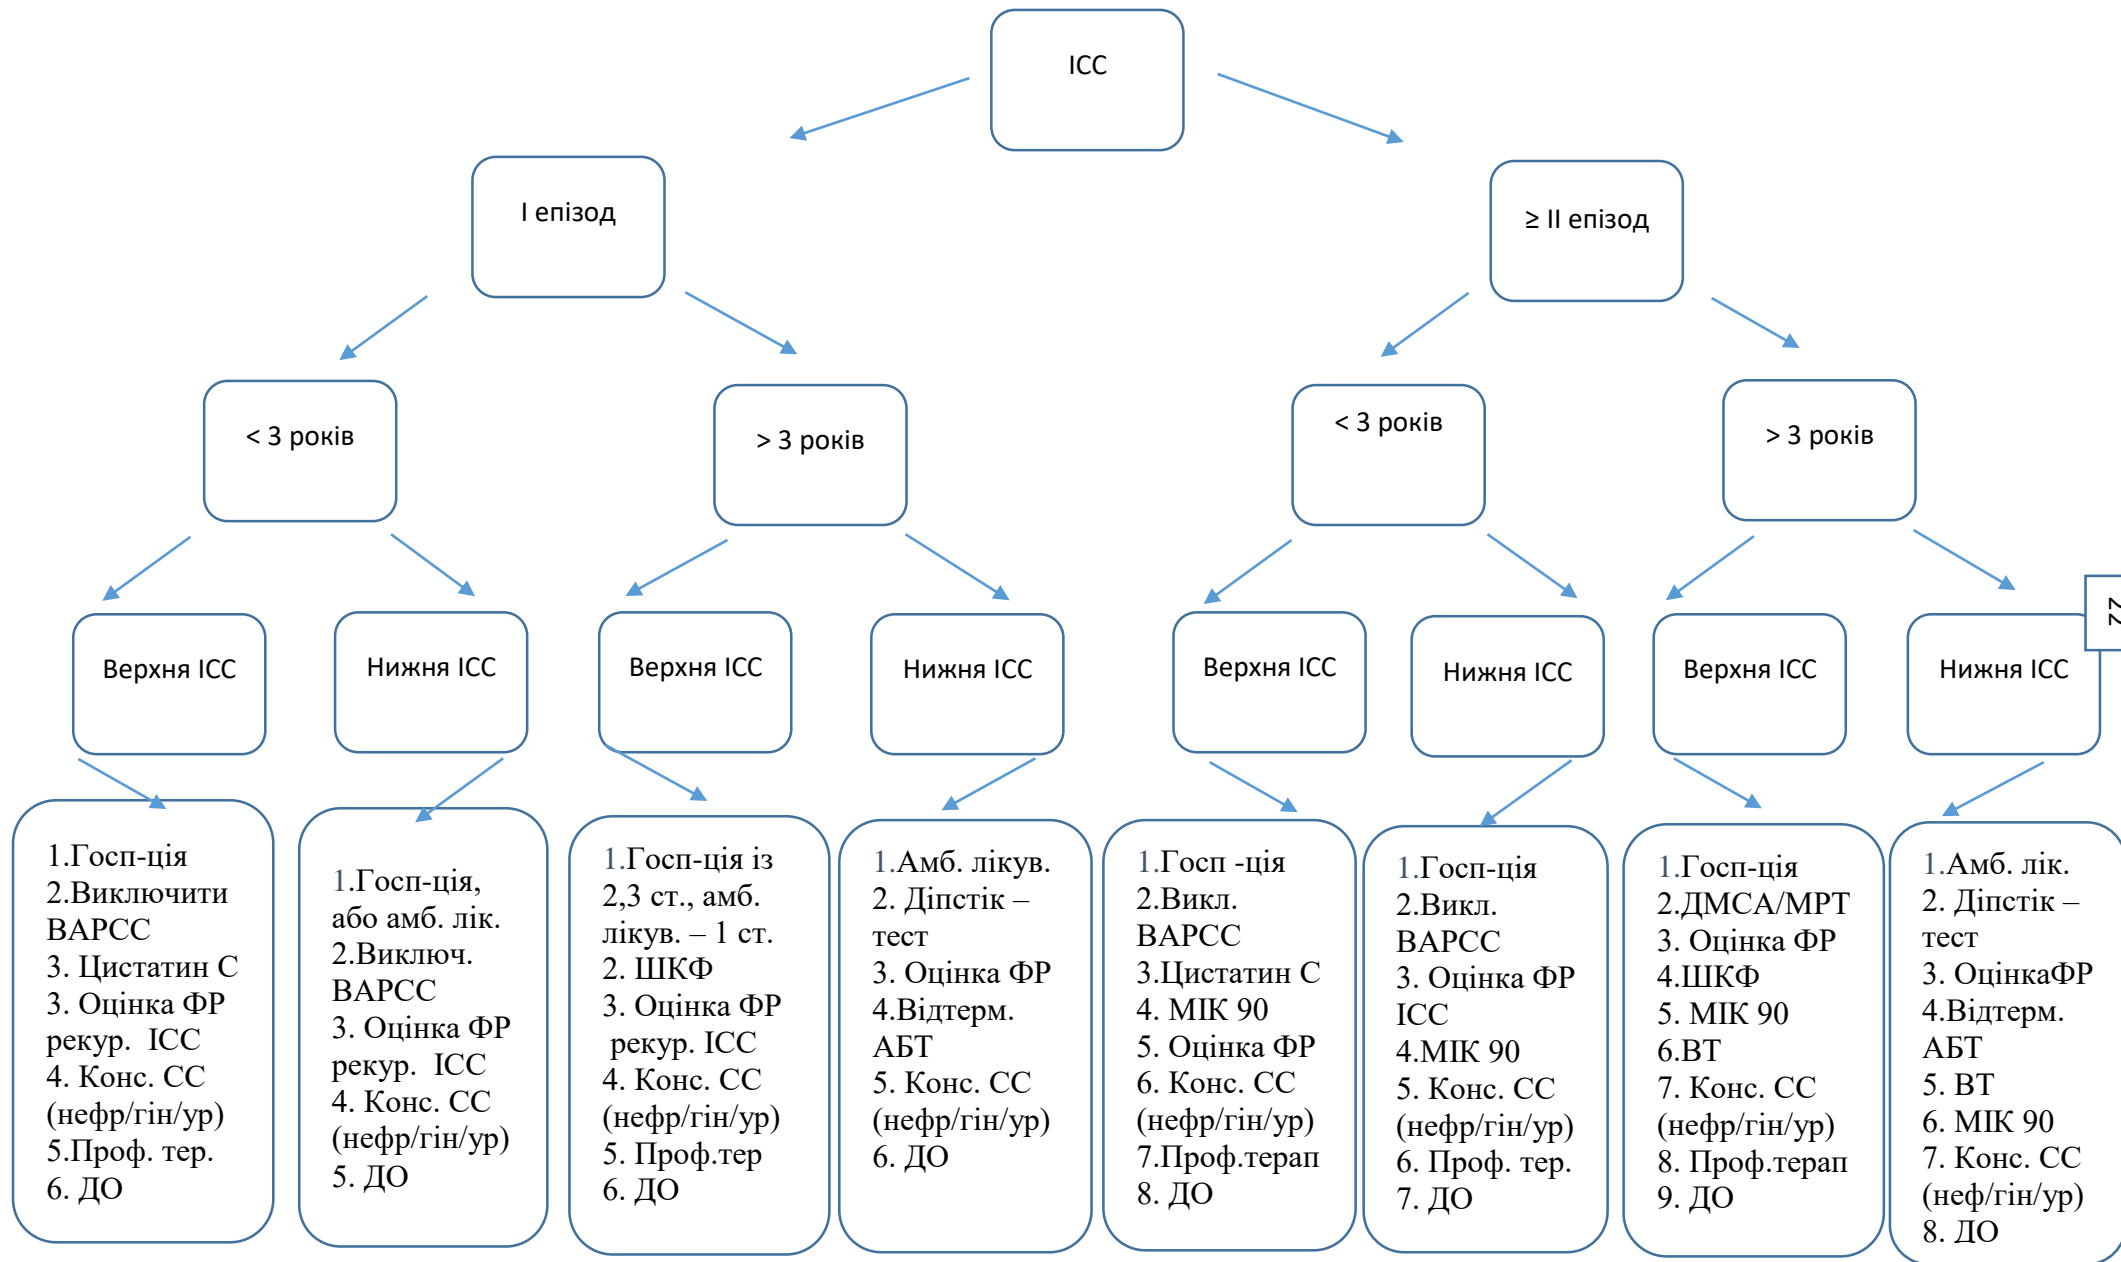 ІСС
І епізод
≥ ІІ епізод
< 3 років
> 3 років
< 3 років
> 3 років
Верхня ІСС
Нижня ІСС
Верхня ІСС
Нижня ІСС
Верхня ІСС
Нижня ІСС
Верхня ІСС
Нижня ІСС
ZZ
1.Госп-ція
2.Виключити
ВАРСС
3. Цистатин С
3. Оцінка ФР
рекур. ІСС
4. Конс. СС
(нефр/гін/ур)
5.Проф. тер.
6. ДО
1.Госп-ція,
або амб. лік.
2.Виключ.
ВАРСС
3. Оцінка ФР
рекур. ІСС
4. Конс. СС
(нефр/гін/ур)
5. ДО
1.Госп-ція із
2,3 ст., амб.
лікув. – 1 ст.
2. ШКФ
3. Оцінка ФР
рекур. ІСС
4. Конс. СС
(нефр/гін/ур)
5. Проф.тер
6. ДО
1.Амб. лікув.
2. Діпстік –
тест
3. Оцінка ФР
4.Відтерм.
АБТ
5. Конс. СС
(нефр/гін/ур)
6. ДО
1.Госп -ція
2.Викл.
ВАРСС
3.Цистатин С
4. МІК 90
5. Оцінка ФР
6. Конс. СС
(нефр/гін/ур)
7.Проф.терап
8. ДО
1.Госп-ція
2.Викл.
ВАРСС
3. Оцінка ФР
ІСС
4.МІК 90
5. Конс. СС
(нефр/гін/ур)
6. Проф. тер.
7. ДО
1.Госп-ція
2.ДМСА/МРТ
3. Оцінка ФР
4.ШКФ
5. МІК 90
6.ВТ
7. Конс. СС
(нефр/гін/ур)
8. Проф.терап
9. ДО
1.Амб. лік.
2. Діпстік –
тест
3. ОцінкаФР
4.Відтерм.
АБТ
5. ВТ
6. МІК 90
7. Конс. СС
(неф/гін/ур)
8. ДО